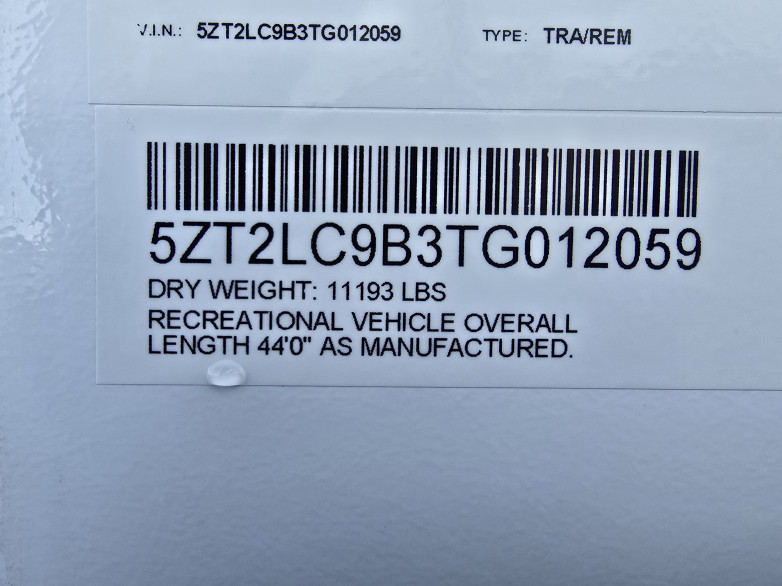 V.I.N.: 5ZT2LC9B3TG012059 TYPE: TRA/REM
5ZT2LC9B3TG012059
DRY WEIGHT: 11193 LBS
RECREATIONAL VEHICLE OVERALL
LENGTH 44'0" AS MANUFACTURED.